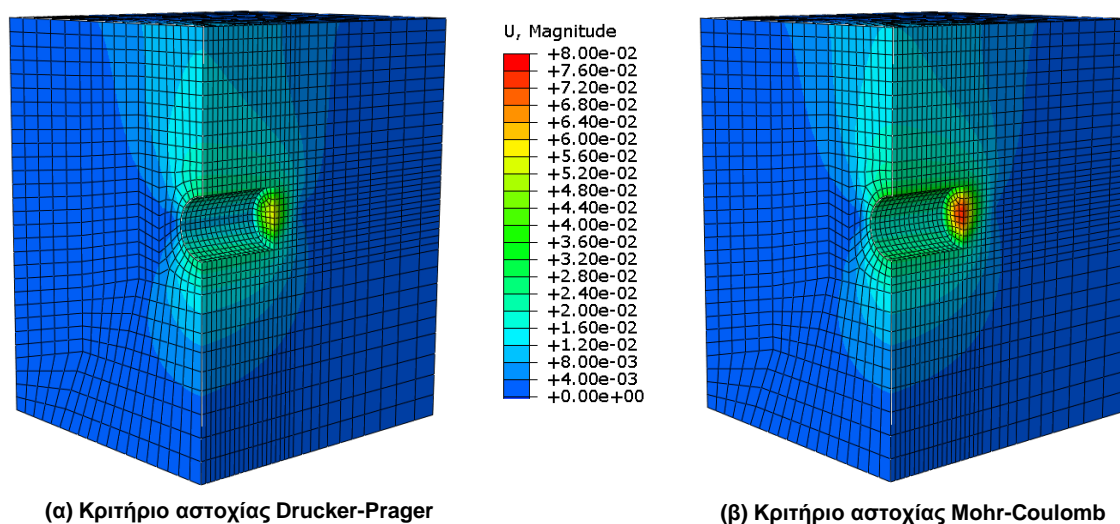 U, Magnitude
+8.00e-02
+7.60e-02
+7.20e-02
+6.80e-02
+6.40e-02
+6.00e-02
+5.60e-02
+5.20e-02
+4.80e-02
+4.40e-02
+4.00e-02
+3.60e-02
+3.20e-02
+2.80e-02
+2.40e-02
+2.00e-02
+1.60e-02
+1.20e-02
+8.00e-03
+4.00e-03
+0.00e+00
(α) Κριτήριο αστοχίας Drucker-Prager
(β) Κριτήριο αστοχίας Mohr-Coulomb